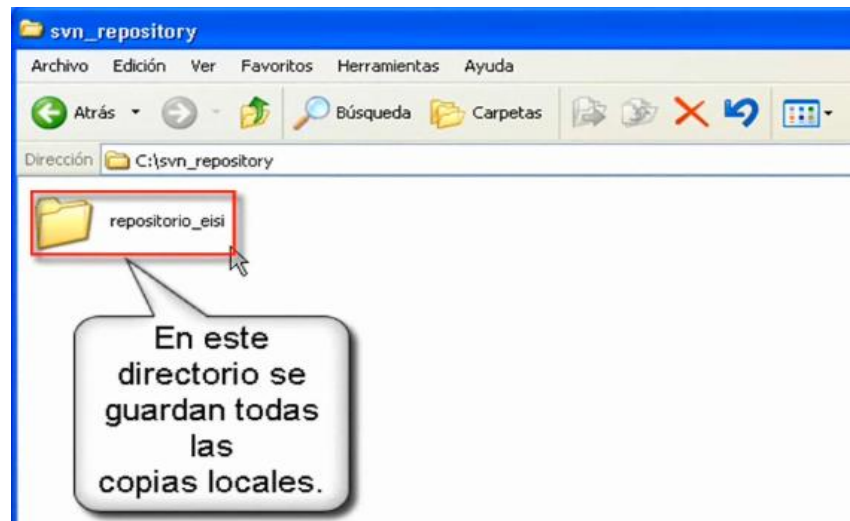 svn_repository
Archivo Edición Ver Favoritos Herramientas Ayuda
Atrás Búsqueda Carpetas
Dirección C:\svn_repository
repositorio_eisi
En este
directorio se
guardan todas
las
copias locales.